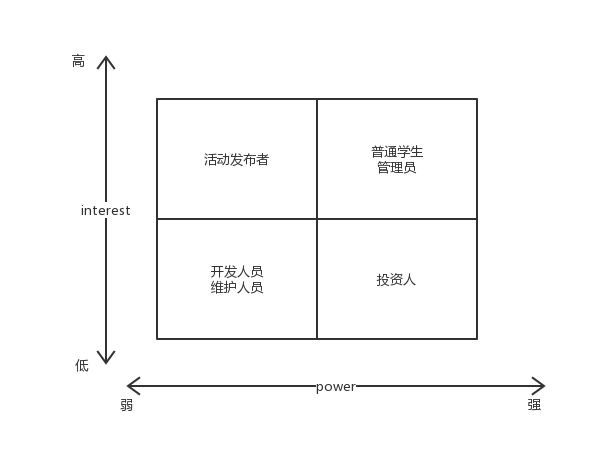 高
普通学生
活动发布者
管理员
interest
开发人员
投资人
维护人员
低
power
弱
强